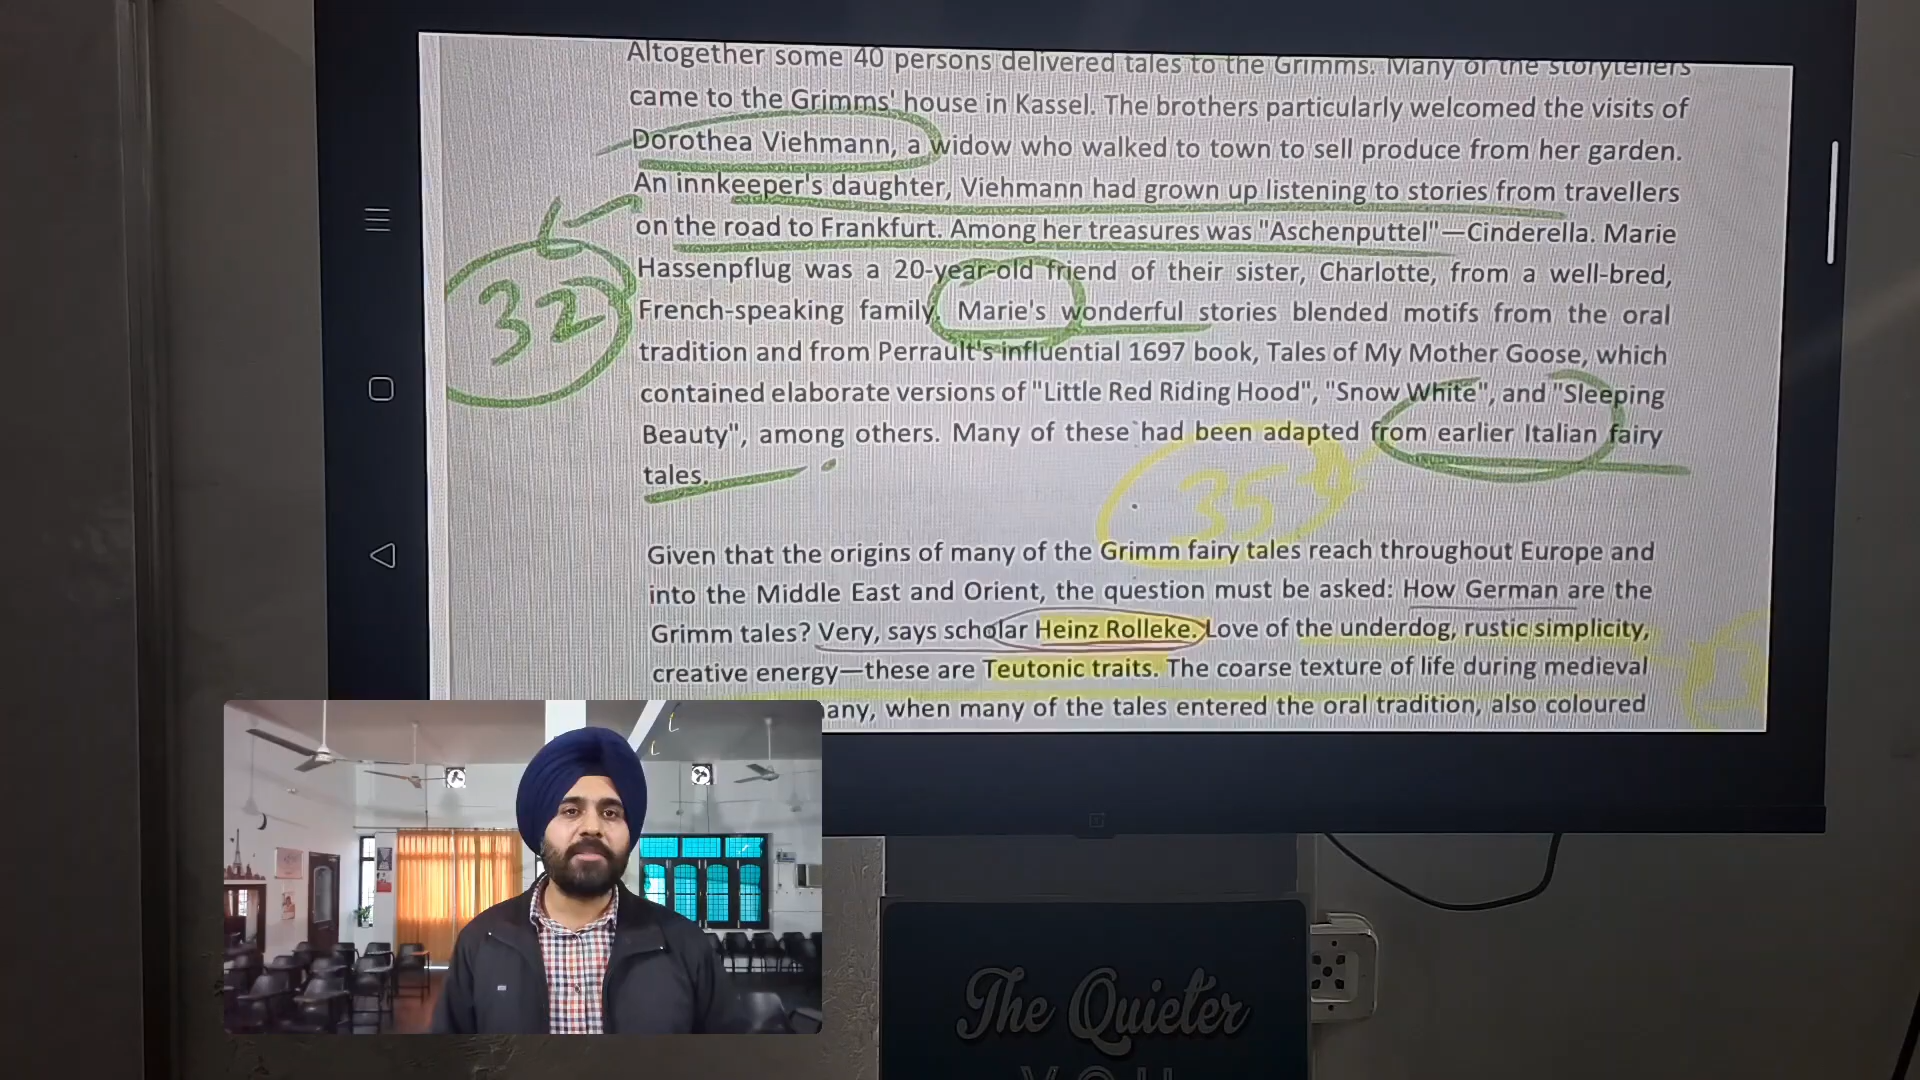 Altogether some 40 persons delivered tales to the Grimms. Many of the storytellers
came to the Grimms' house in Kassel. The brothers particularly welcomed the visits of
Dorothea Viehmann, a widow who walked to town to sell produce from her garden.
An innkeeper's daughter, Viehmann had grown up listening to stories from travellers
on the road to Frankfurt. Among her treasures was "Aschenputtel"—Cinderella. Marie
Hassenpflug was a 20-year-old friend of their sister, Charlotte, from a well-bred,
French-speaking family. Marie's wonderful stories blended motifs from the oral
tradition and from Perrault's influential 1697 book, Tales of My Mother Goose, which
contained elaborate versions of "Little Red Riding Hood", "Snow White", and "Sleeping
Beauty", among others. Many of these had been adapted from earlier Italian fairy
tales.
32
35
Given that the origins of many of the Grimm fairy tales reach throughout Europe and
into the Middle East and Orient, the question must be asked: How German are the
Grimm tales? Very, says scholar Heinz Rolleke. Love of the underdog, rustic simplicity,
creative energy—these are Teutonic traits. The coarse texture of life during medieval
many, when many of the tales entered the oral tradition, also coloured
The Quieter
YOU